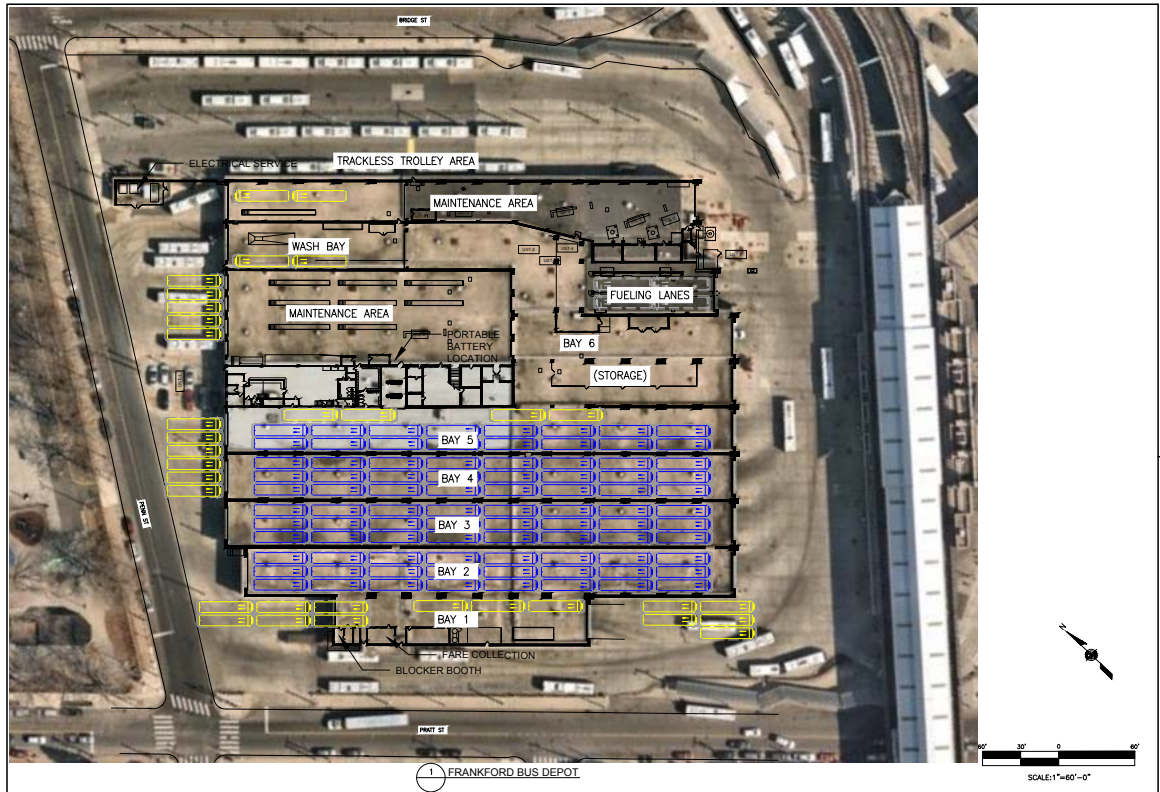 BRIDGE ST
ELECTRICAL SERVICE
TRACKLESS TROLLEY AREA
MAINTENANCE AREA
WASH BAY
FUELING LANES
MAINTENANCE AREA
PORTABLE
BATTERY
LOCATION
BAY 6
(STORAGE)
BAY 5
BAY 4
PENN ST
BAY 3
BAY 2
BAY 1
FARE COLLECTION
BLOCKER BOOTH
N
PRATT ST
60'
30'
0
60'
SCALE:1"=60'-0"
1
FRANKFORD BUS DEPOT